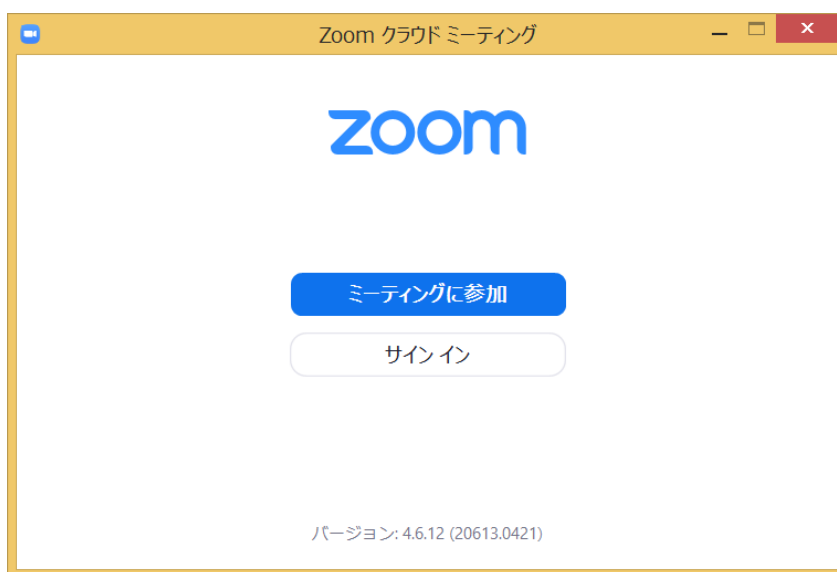 Zoom クラウド ミーティング
zoom
ミーティングに参加
サイン イン
バージョン: 4.6.12 (20613.0421)